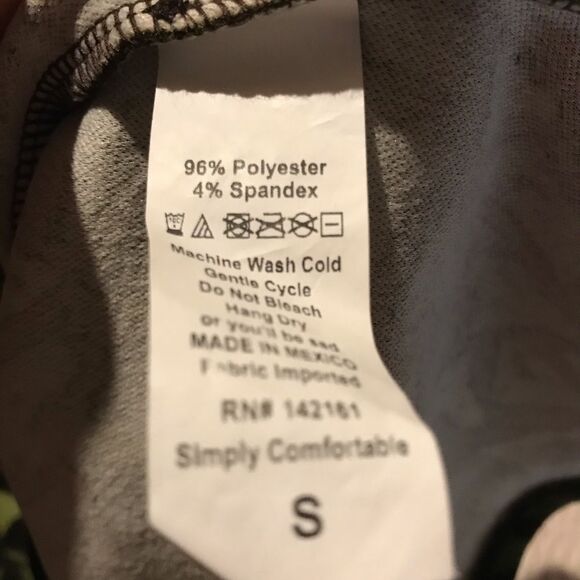 96% Polyester
4% Spandex
Machine Wash Cold
Gentle Cycle
Do Not Bleach
Hang Dry
or you'll be sad
MADE IN MEXICO
Fabric Imported
RN# 142161
Simply Comfortable
S